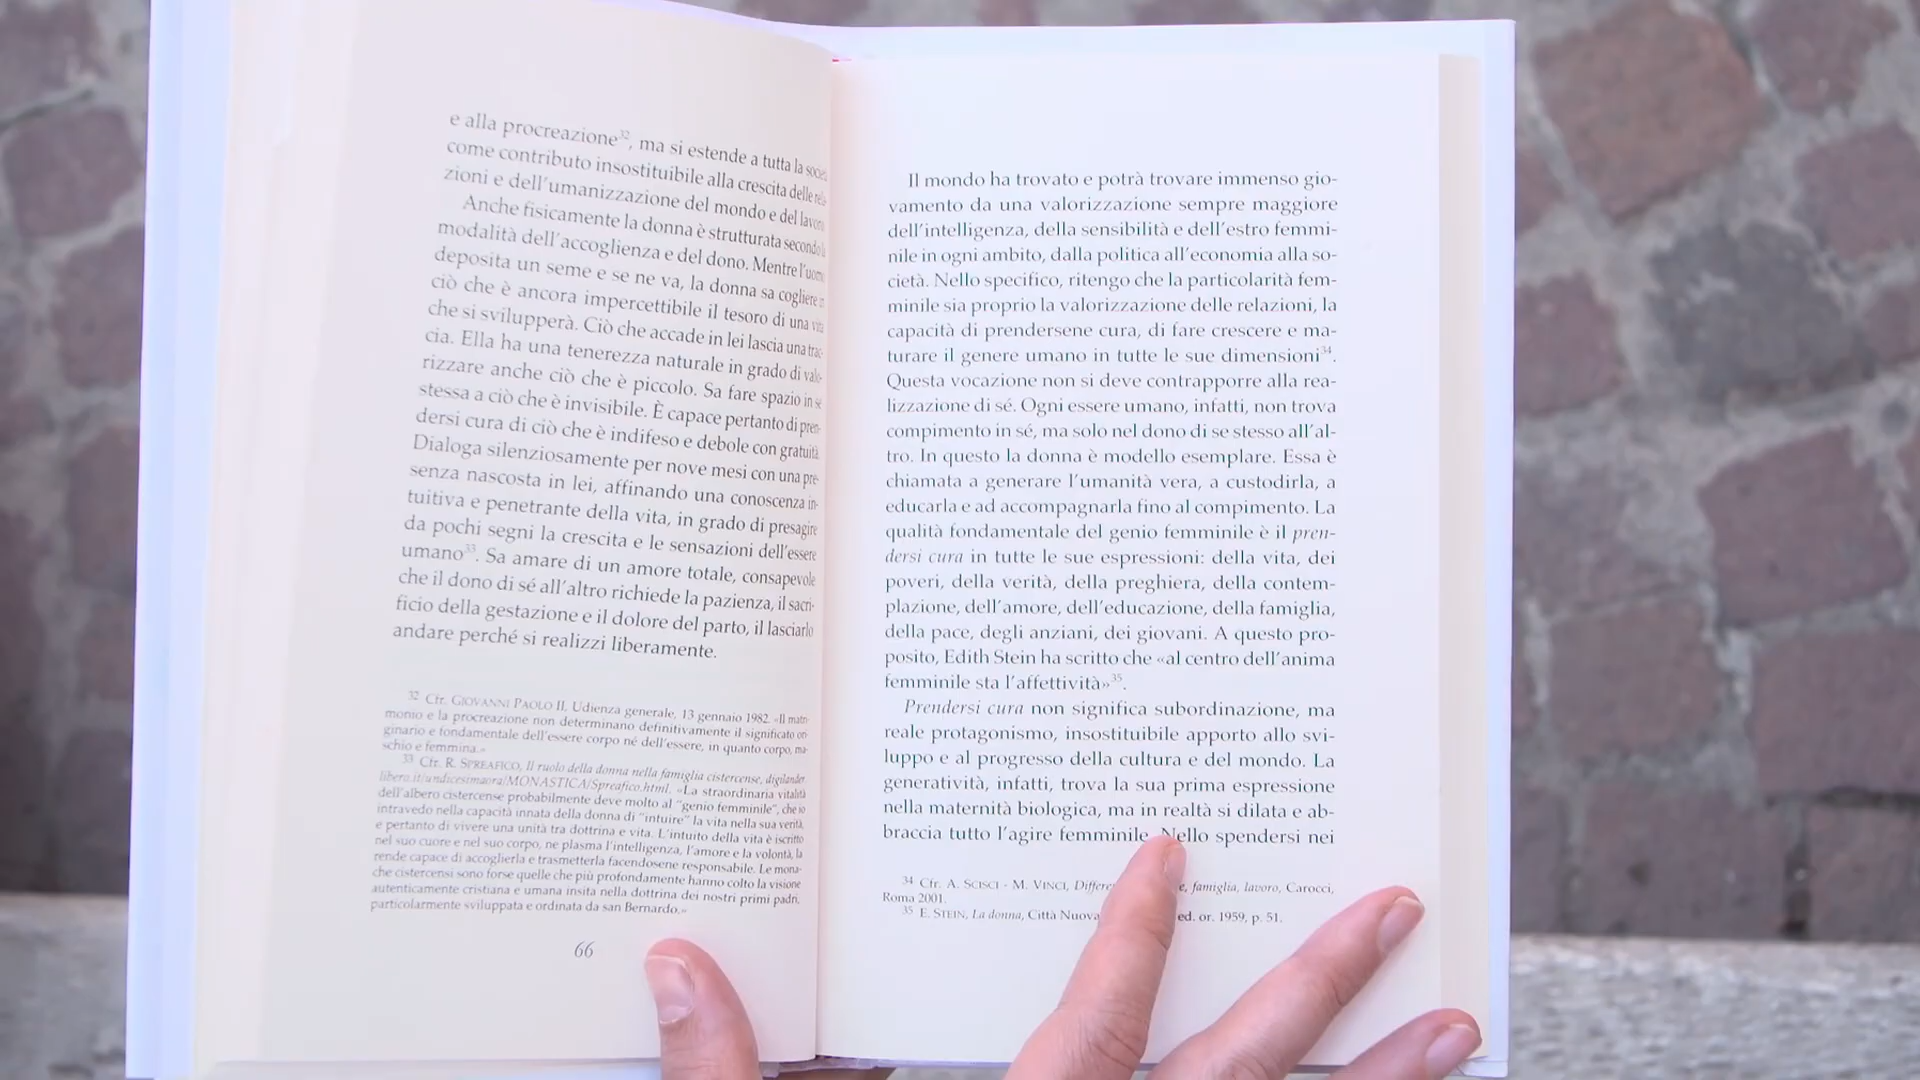 e alla procreazione32, ma si estende a tutta la
come contributo insostituibile alla crescita delle
zioni e dell'umanizzazione del mondo e del lavoro
Anche fisicamente la donna è strutturata secondo
modalità dell'accoglienza e del dono. Mentre l'uomo
deposita un seme e se ne va, la donna sa cogliere in
ciò che è ancora impercettibile il tesoro di una vita
che si svilupperà. Ciò che accade in lei lascia una trac-
cia. Ella ha una tenerezza naturale in grado di valo-
rizzare anche ciò che è piccolo. Sa fare spazio in sé
stessa a ciò che è invisibile. È capace pertanto di pren-
dersi cura di ciò che è indifeso e debole con gratuità
Dialoga silenziosamente per nove mesi con una pre-
senza nascosta in lei, affinando una conoscenza in-
tuitiva e penetrante della vita, in grado di presagire
da pochi segni la crescita e le sensazioni dell'essere
umano33. Sa amare di un amore totale, consapevole
che il dono di sé all'altro richiede la pazienza, il sacri-
ficio della gestazione e il dolore del parto, il lasciarlo
andare perché si realizzi liberamente.
32 Cfr. GIOVANNI PAOLO II, Udienza generale, 13 gennaio 1982. «Il matri-
monio e la procreazione non determinano definitivamente il significato ori-
ginario e fondamentale dell'essere corpo né dell'essere, in quanto corpo, ma-
schio e femmina.»
33 Cfr. R. SPREAFICO, Il ruolo della donna nella famiglia cistercense, digilander.
libero.it/undicesimaora/MONASTICA/Spreafico.html. «La straordinaria vitalità
dell'albero cistercense probabilmente deve molto al "genio femminile", che io
intravedo nella capacità innata della donna di "intuire" la vita nella sua verità,
e pertanto di vivere una unità tra dottrina e vita. L'intuito della vita è iscritto
nel suo cuore e nel suo corpo, ne plasma l'intelligenza, l'amore e la volontà, la
rende capace di accoglierla e trasmetterla facendosene responsabile. Le mona-
che cistercensi sono forse quelle che più profondamente hanno colto la visione
autenticamente cristiana e umana insita nella dottrina dei nostri primi padri,
particolarmente sviluppata e ordinata da san Bernardo.»
66
Il mondo ha trovato e potrà trovare immenso gio-
vamento da una valorizzazione sempre maggiore
dell'intelligenza, della sensibilità e dell'estro femmi-
nile in ogni ambito, dalla politica all'economia alla so-
cietà. Nello specifico, ritengo che la particolarità fem-
minile sia proprio la valorizzazione delle relazioni, la
capacità di prendersene cura, di fare crescere e ma-
turare il genere umano in tutte le sue dimensioni34.
Questa vocazione non si deve contrapporre alla rea-
lizzazione di sé. Ogni essere umano, infatti, non trova
compimento in sé, ma solo nel dono di se stesso all'al-
tro. In questo la donna è modello esemplare. Essa è
chiamata a generare l'umanità vera, a custodirla, a
educarla e ad accompagnarla fino al compimento. La
qualità fondamentale del genio femminile è il pren-
dersi cura in tutte le sue espressioni: della vita, dei
poveri, della verità, della preghiera, della contem-
plazione, dell'amore, dell'educazione, della famiglia,
della pace, degli anziani, dei giovani. A questo pro-
posito, Edith Stein ha scritto che «al centro dell'anima
femminile sta l'affettività»35.
Prendersi cura non significa subordinazione, ma
reale protagonismo, insostituibile apporto allo svi-
luppo e al progresso della cultura e del mondo. La
generatività, infatti, trova la sua prima espressione
nella maternità biologica, ma in realtà si dilata e ab-
braccia tutto l'agire femminile. Nello spendersi nei
34 Cfr. A. SCISCI - M. VINCI, famiglia, lavoro, Carocci,
Roma 2001.
35 E. STEIN, La donna, Città Nuova ed. or. 1959, p. 51.